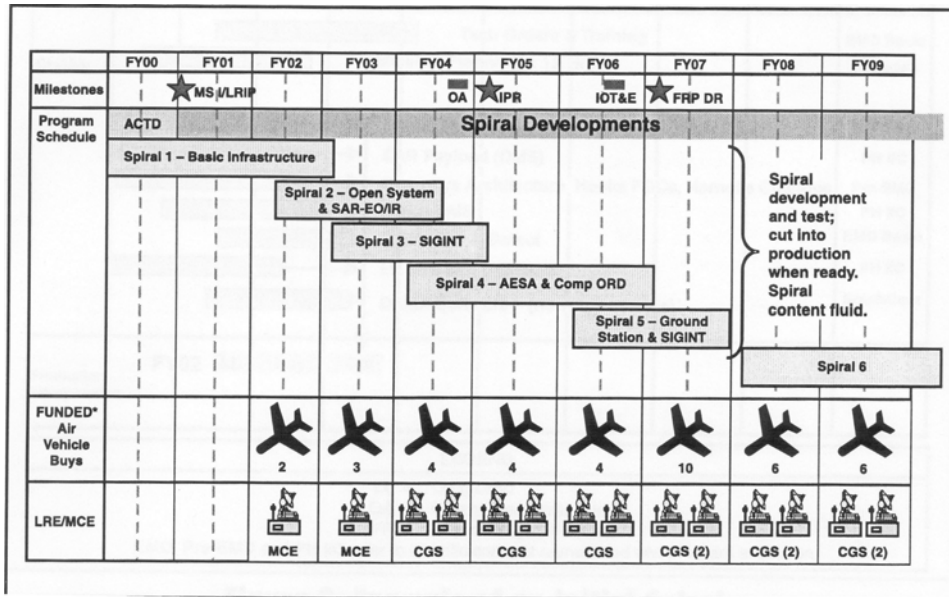 FY00 FY01 FY02 FY03 FY04 FY05 FY06 FY07 FY08 FY09
Milestones
MS I/LRIP
OA
IPR
IOT&E
FRP DR
Program
Schedule
ACTD
Spiral Developments
Spiral 1 – Basic Infrastructure
Spiral 2 – Open System
& SAR-EO/IR
Spiral 3 – SIGINT
Spiral 4 – AESA & Comp ORD
Spiral 5 – Ground
Station & SIGINT
Spiral
development
and test;
cut into
production
when ready.
Spiral
content fluid.
Spiral 6
FUNDED*
Air
Vehicle
Buys
2 3 4 4 4 10 6 6
LRE/MCE
MCE MCE CGS CGS CGS CGS (2) CGS (2) CGS (2)